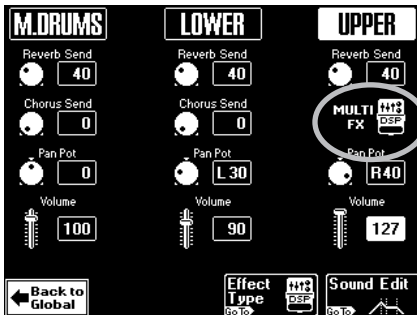 M.DRUMS LOWER UPPER
Reverb Send Reverb Send Reverb Send
40 40 40
Chorus Send Chorus Send MULTI FX DSP
0 0
Pan Pot Pan Pot Pan Pot
0 L30 R40
Volume Volume Volume
100 90 127
Back to Global
Effect Type DSP GoTo
Sound Edit GoTo